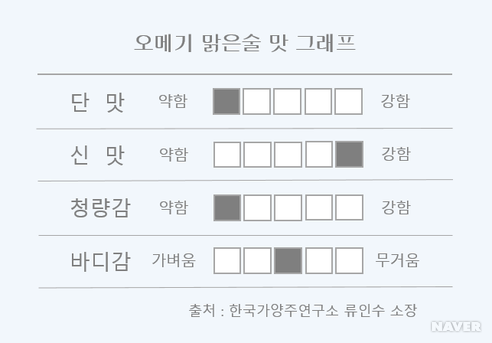 오메기 맑은술 맛 그래프
단 맛 약함 강함
신 맛 약함 강함
청량감 약함 강함
바디감 가벼움 무거움
출처 : 한국가양주연구소 류인수 소장
NAVER